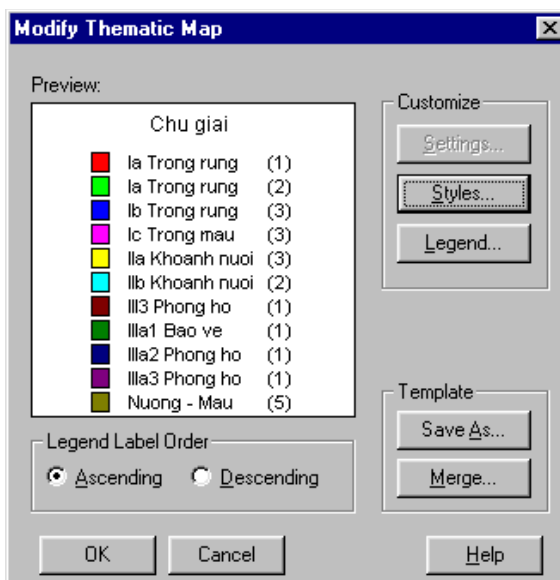 Modify Thematic Map
Preview:
Chu giai
Ia Trong rung (1)
Ia Trong rung (2)
Ib Trong rung (3)
Ic Trong mau (3)
IIa Khoanh nuoi (3)
IIb Khoanh nuoi (2)
III3 Phong ho (1)
IIIa1 Bao ve (1)
IIIa2 Phong ho (1)
IIIa3 Phong ho (1)
Nuong - Mau (5)
Legend Label Order
Ascending Descending
Customize
Settings...
Styles...
Legend...
Template
Save As...
Merge...
OK Cancel Help